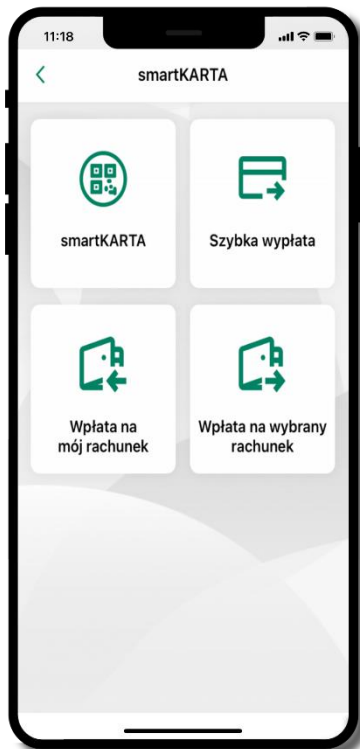 11:18
smartKARTA
smartKARTA
Szybka wypłata
Wpłata na
mój rachunek
Wpłata na wybrany
rachunek